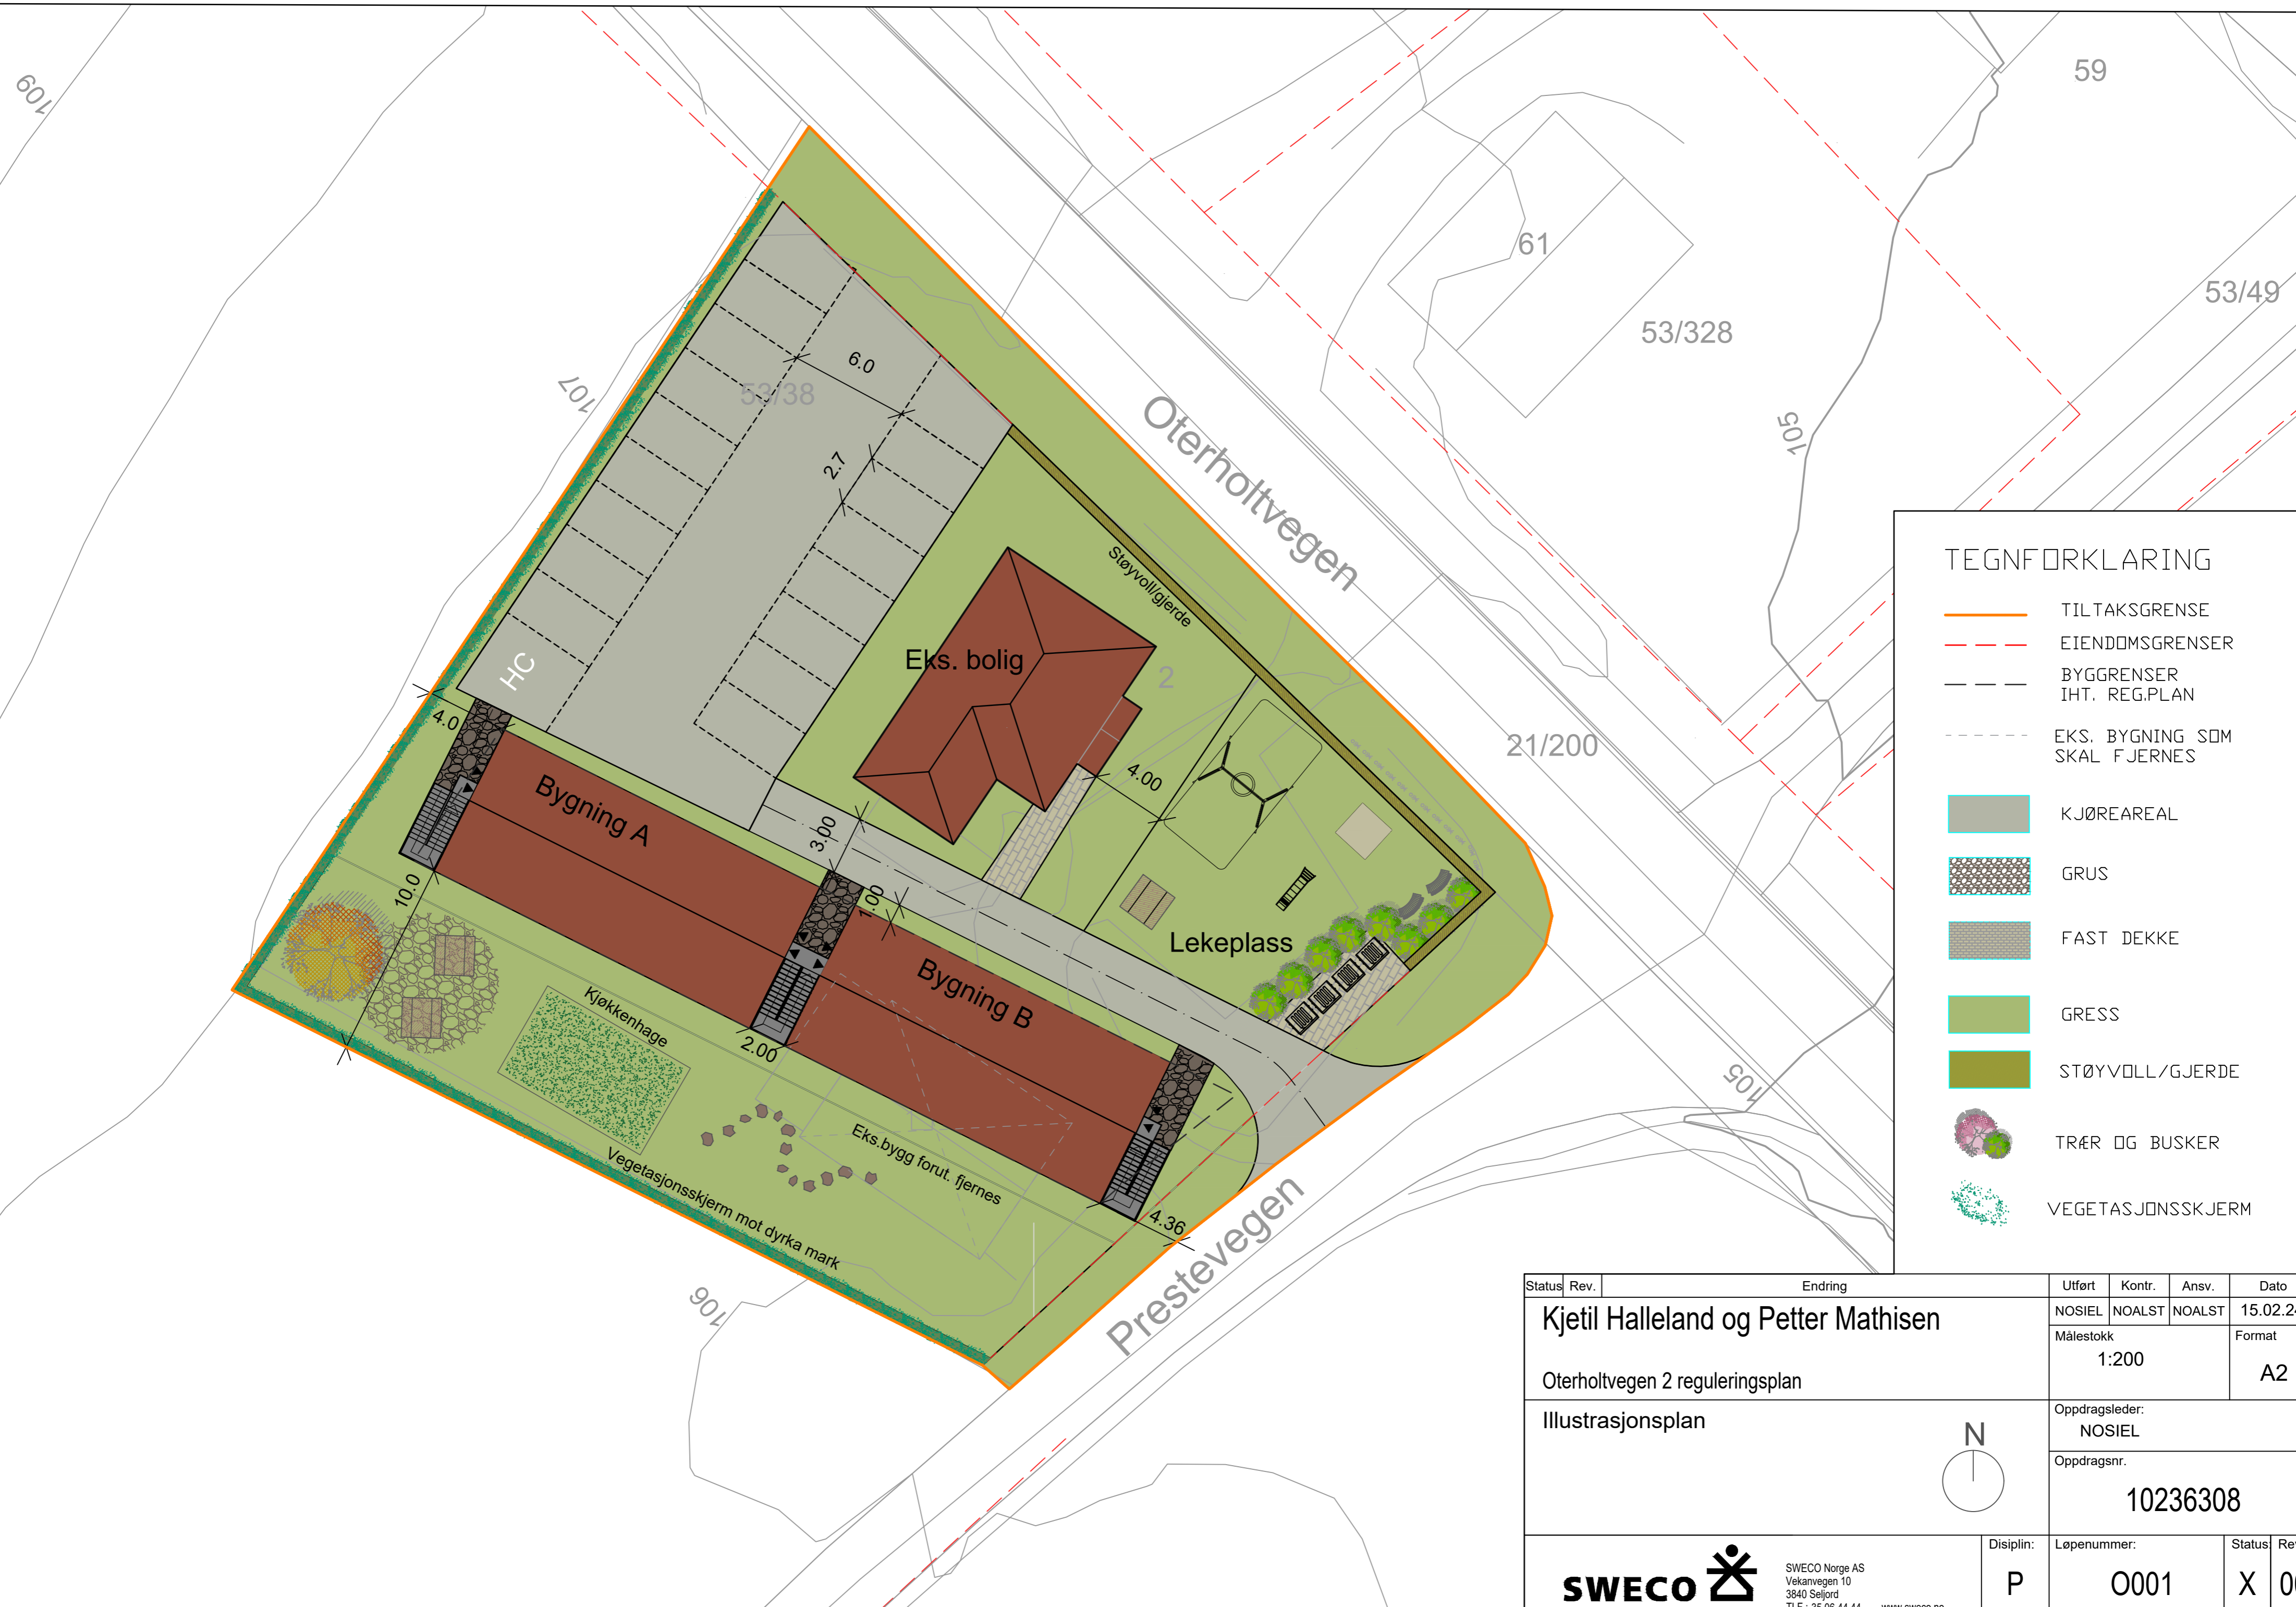 109
59
61
53/49
53/328
107
53/38
6.0
2.7
105
Oterholtvegen
Støyvoll/gjerde
Eks. bolig
2
HC
4.0
21/200
4.00
Bygning A
3.00
1.00
10.0
Lekeplass
Bygning B
Kjøkkenhage
2.00
105
Eks.bygg forut. fjernes
Vegetasjonsskjerm mot dyrka mark
4.36
Prestevegen
106
TEGNFORKLARING
TILTAKSGRENSE
EIENDOMSGRENSER
BYGGRENSER
IHT. REG.PLAN
EKS. BYGNING SOM
SKAL FJERNES
KJØREAREAL
GRUS
FAST DEKKE
GRESS
STØYVOLL/GJERDE
TRÆR OG BUSKER
VEGETASJONSSKJERM
Status Rev. Endring Utført Kontr. Ansv. Dato
NOSIEL NOALST NOALST 15.02.24
Kjetil Halleland og Petter Mathisen
Målestokk Format
1:200 A2
Oterholtvegen 2 reguleringsplan
Illustrasjonsplan
N
Oppdragsleder:
NOSIEL
Oppdragsnr.
10236308
SWECO
SWECO Norge AS
Vekanvegen 10
3840 Seljord
Disiplin: Løpenummer: Status:
P O001 X